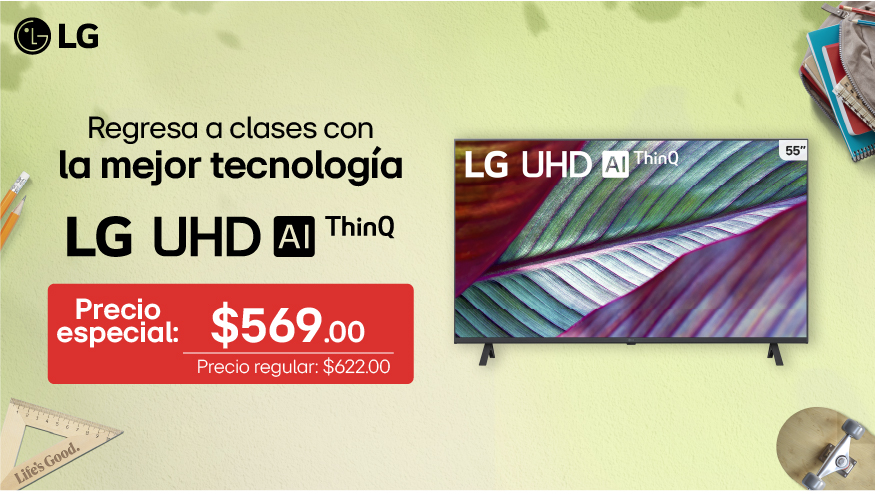 LG
Regresa a clases con
la mejor tecnología
LG UHD AI ThinQ
Precio
especial:
$569.00
Precio regular: $622.00
LG UHD AI ThinQ
55”
Life's Good.